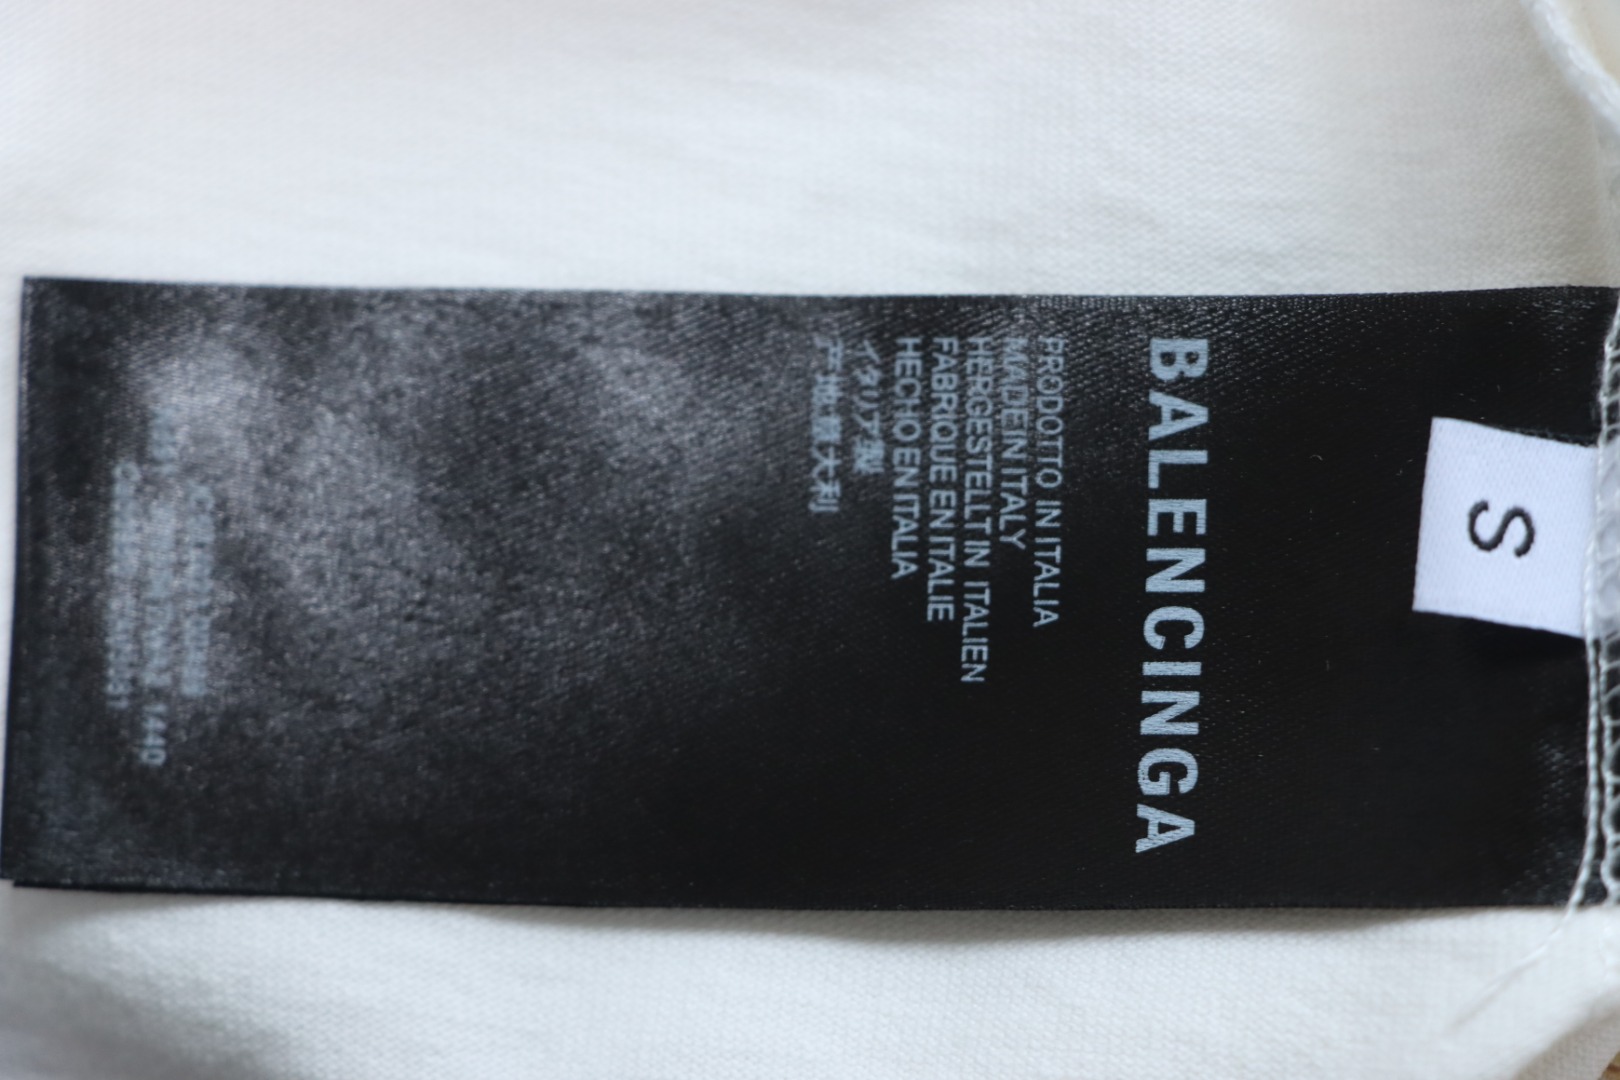 S
BALENCINGA
PRODOTTO IN ITALIA
MADE IN ITALY
HERGESTELLT IN ITALIEN
FABRIQUE EN ITALIE
HECHO EN ITALIA
イタリア製
产地意大利